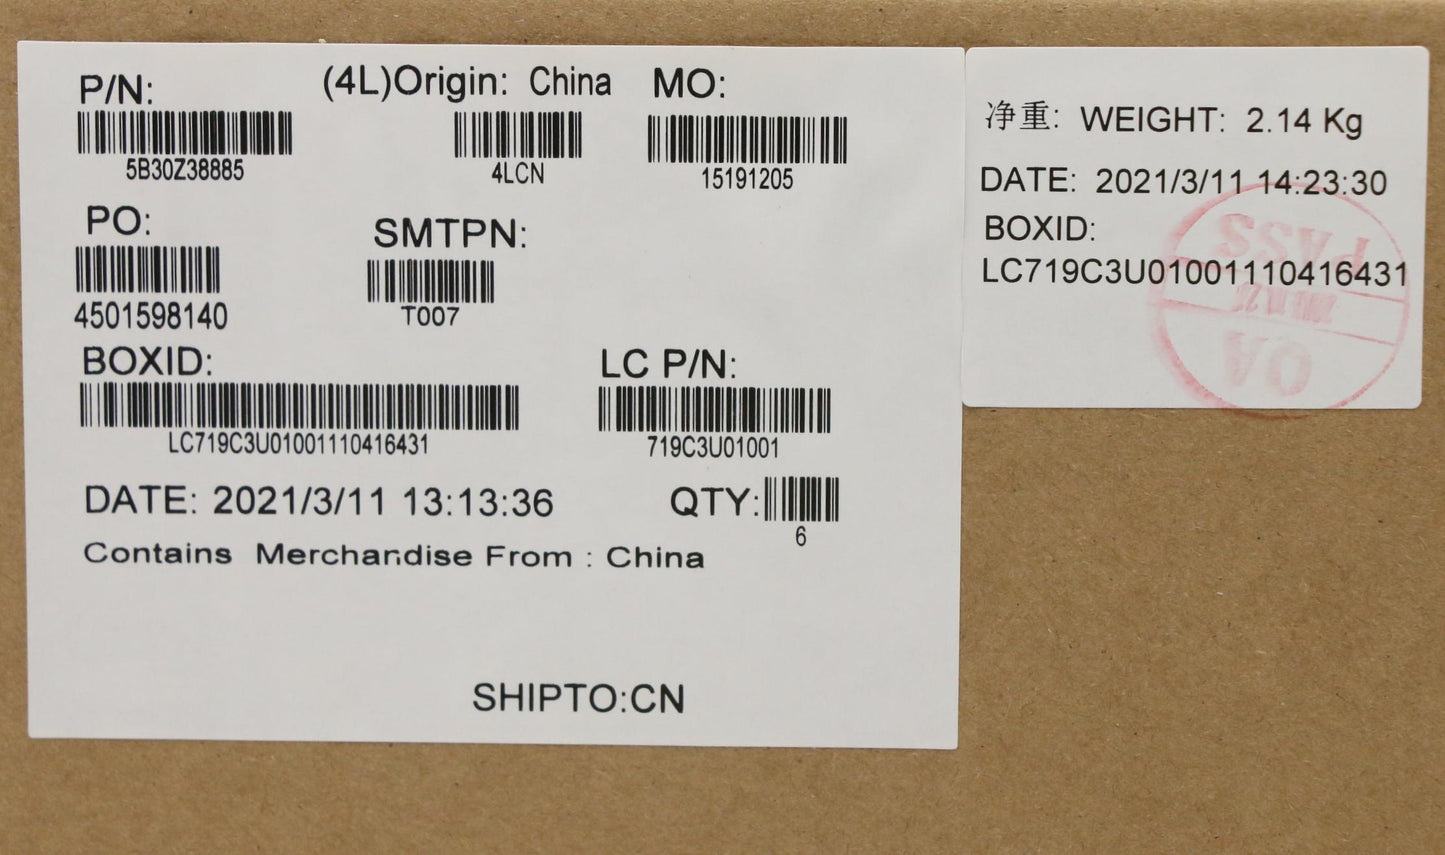 P/N: (4L)Origin: China MO:
5B30Z38885 4LCN 15191205
PO: SMTPN:
4501598140 T007
BOXID: LC P/N:
LC719C3U01001110416431 719C3U01001
DATE: 2021/3/11 13:13:36 QTY:
6
Contains Merchandise From : China
SHIPTO:CN
净重: WEIGHT: 2.14 Kg
DATE: 2021/3/11 14:23:30
BOXID:
LC719C3U01001110416431
PASS